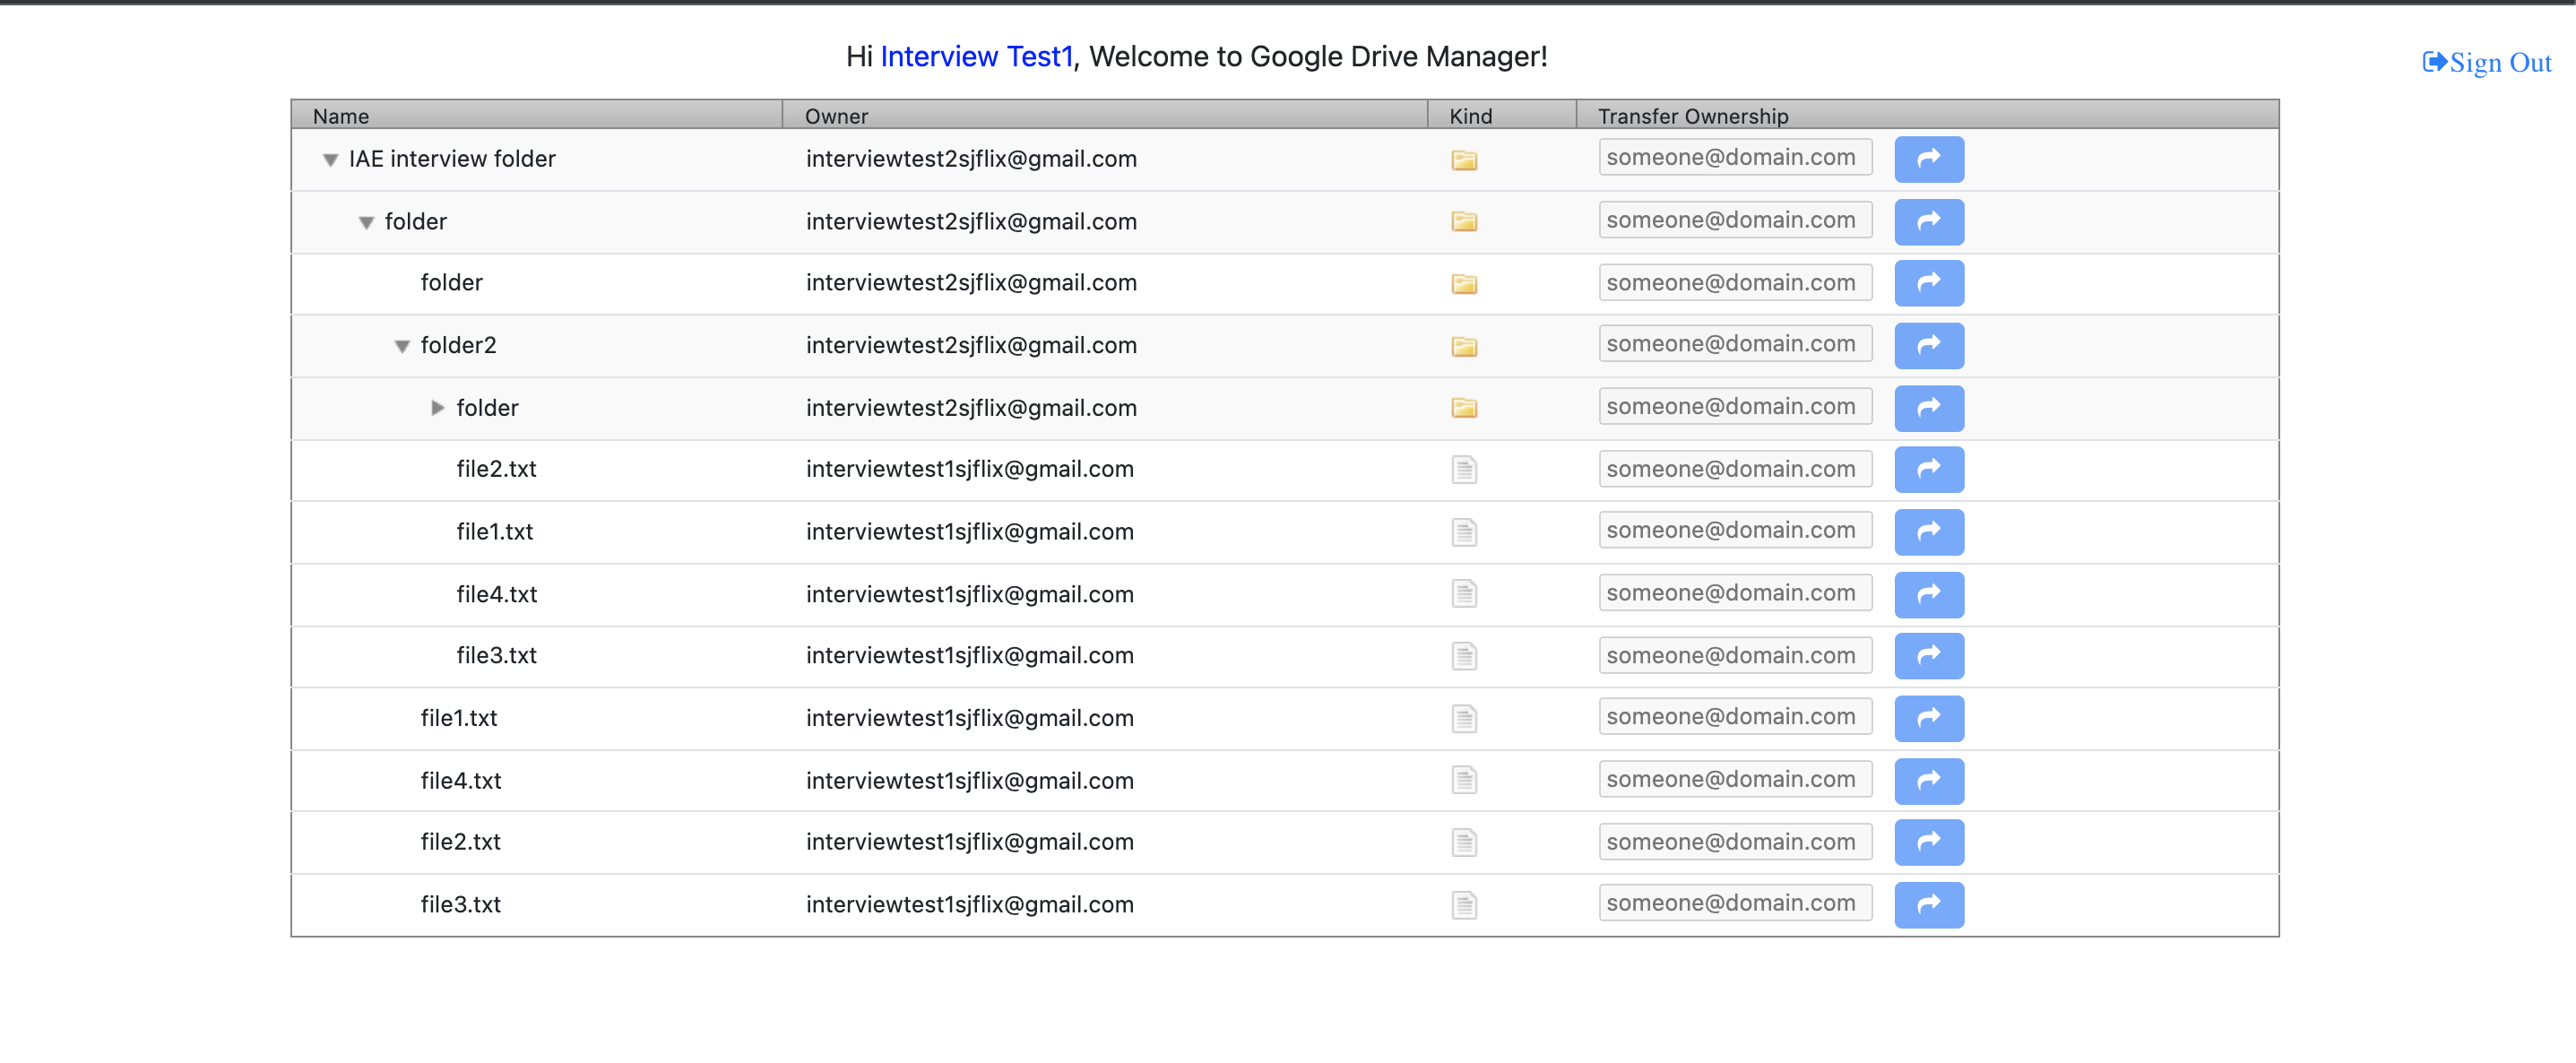 Hi Interview Test1, Welcome to Google Drive Manager!
Sign Out
Name Owner Kind Transfer Ownership
IAE interview folder interviewtest2sjflix@gmail.com someone@domain.com
folder interviewtest2sjflix@gmail.com someone@domain.com
folder interviewtest2sjflix@gmail.com someone@domain.com
folder2 interviewtest2sjflix@gmail.com someone@domain.com
folder interviewtest2sjflix@gmail.com someone@domain.com
file2.txt interviewtest1sjflix@gmail.com someone@domain.com
file1.txt interviewtest1sjflix@gmail.com someone@domain.com
file4.txt interviewtest1sjflix@gmail.com someone@domain.com
file3.txt interviewtest1sjflix@gmail.com someone@domain.com
file1.txt interviewtest1sjflix@gmail.com someone@domain.com
file4.txt interviewtest1sjflix@gmail.com someone@domain.com
file2.txt interviewtest1sjflix@gmail.com someone@domain.com
file3.txt interviewtest1sjflix@gmail.com someone@domain.com